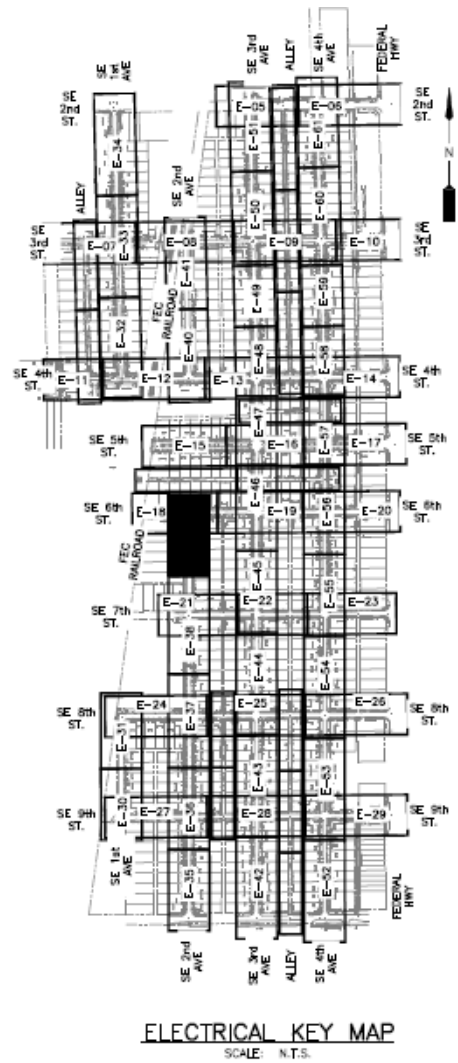 SE
1st
AVE
SE 3rd
AVE
ALLEY
SE 4th
AVE
FEDERAL
HWY
SE
2nd
ST.
E-05
E-06
SE
2nd
ST.
E-51
E-61
E-34
N
ALLEY
SE 2nd
AVE
E-50
E-60
SE
3rd
ST.
E-07
E-33
E-08
E-09
E-10
SE
3rd
ST.
E-41
FEC
RAILROAD
E-49
E-59
E-32
E-40
E-48
E-58
SE 4th
ST.
E-11
E-12
E-13
E-14
SE 4th
ST.
E-47
SE 5th
ST.
E-15
E-16
E-57
E-17
SE 5th
ST.
E-46
SE 6th
ST.
E-18
E-19
E-56
E-20
SE 6th
ST.
FEC
RAILROAD
E-45
E-55
SE 7th
ST.
E-21
E-22
E-23
E-38
E-44
E-54
SE 8th
ST.
E-24
E-37
E-25
E-26
SE 8th
ST.
E-31
E-43
E-53
SE 9th
ST.
E-30
E-27
E-36
E-28
E-29
SE 9th
ST.
SE 1st
AVE
E-35
E-42
E-52
FEDERAL
HWY
SE 2nd
AVE
SE 3rd
AVE
ALLEY
SE 4th
AVE
ELECTRICAL KEY MAP
SCALE: N.T.S.